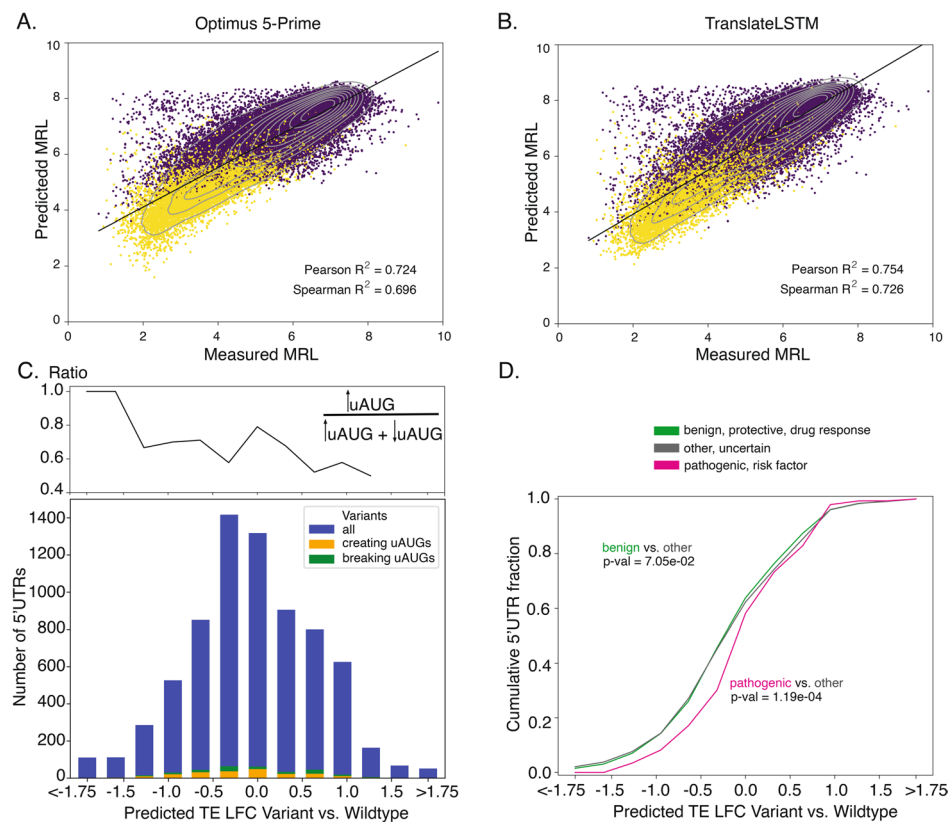 A.
Optimus 5-Prime
10
8
6
4
2
0
Predictedd MRL
Pearson R² = 0.724
Spearman R² = 0.696
0 2 4 6 8 10
Measured MRL
B.
TranslateLSTM
10
8
6
4
2
0
Predictedd MRL
Pearson R² = 0.754
Spearman R² = 0.726
0 2 4 6 8 10
Measured MRL
C.
Ratio
1.0
0.8
0.6
0.4
↑uAUG
↑uAUG + ↓uAUG
1400
1200
1000
800
600
400
200
0
Number of 5'UTRs
Variants
all
creating uAUGs
breaking uAUGs
<-1.75 -1.5 -1.0 -0.5 0.0 0.5 1.0 1.5 >1.75
Predicted TE LFC Variant vs. Wildtype
D.
benign, protective, drug response
other, uncertain
pathogenic, risk factor
1.0
0.8
0.6
0.4
0.2
0.0
Cumulative 5'UTR fraction
benign vs. other
p-val = 7.05e-02
pathogenic vs. other
p-val = 1.19e-04
<-1.75 -1.5 -1.0 -0.5 0.0 0.5 1.0 1.5 >1.75
Predicted TE LFC Variant vs. Wildtype